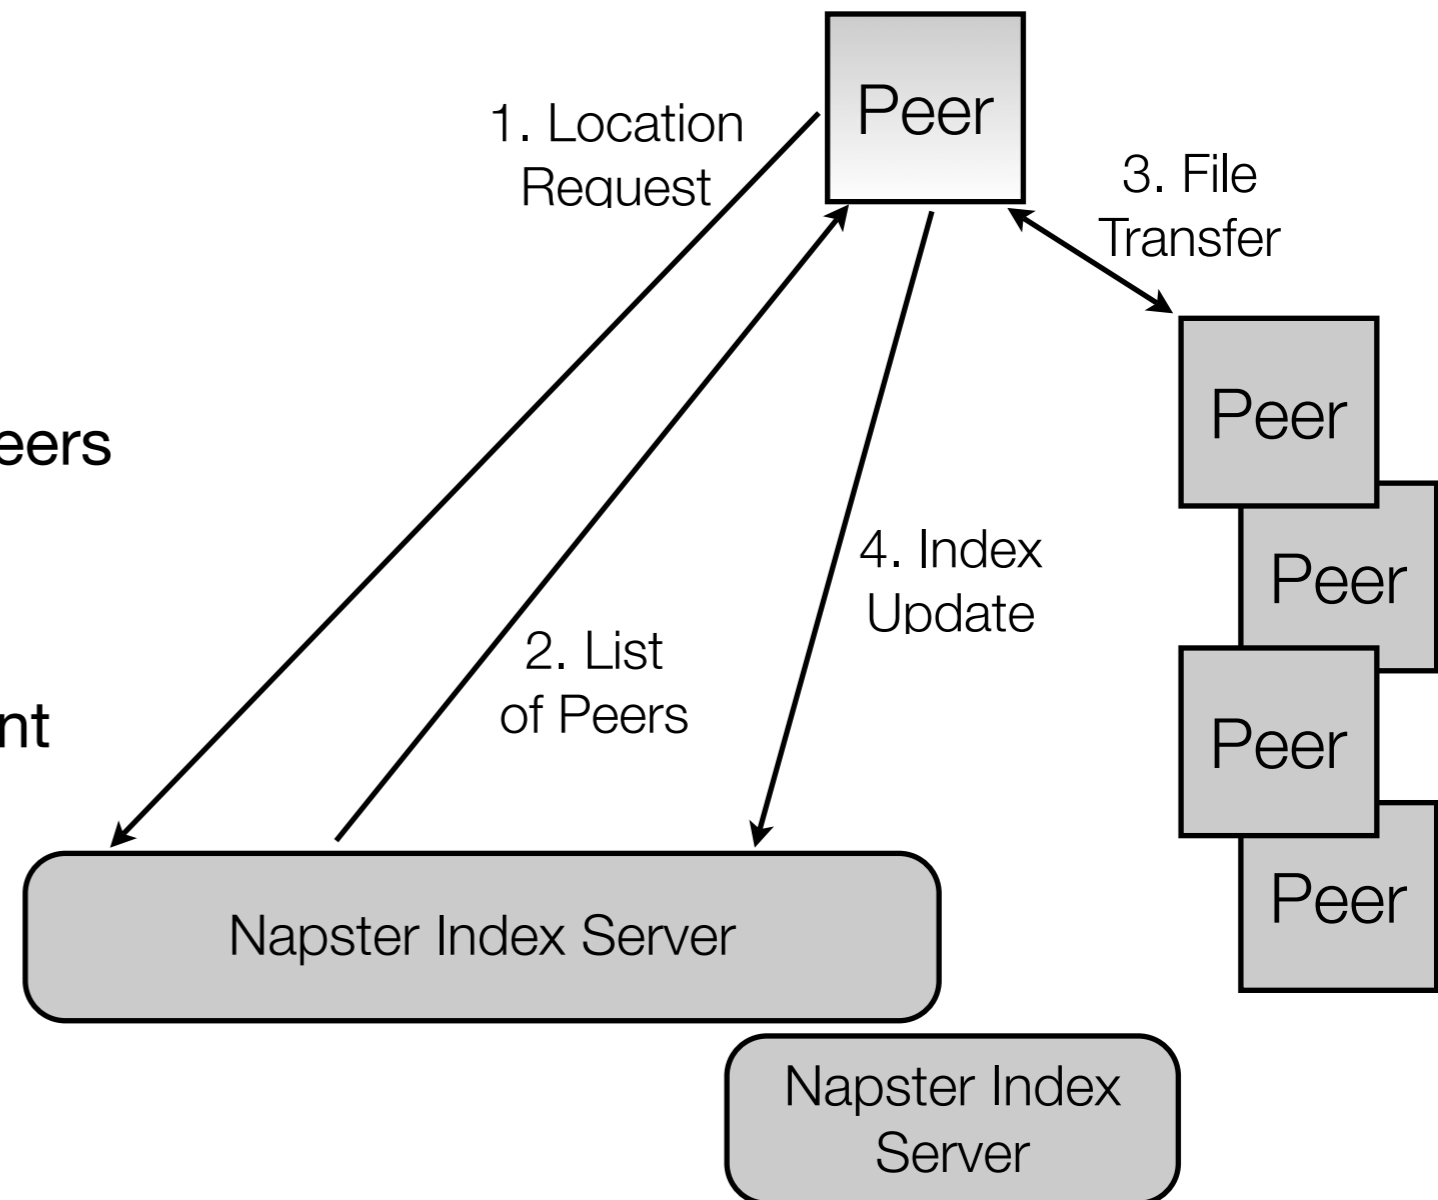 Peer
1. Location
Request
3. File
Transfer
Peer
eers
4. Index
Update
Peer
2. List
of Peers
nt
Peer
Peer
Napster Index Server
Napster Index
Server